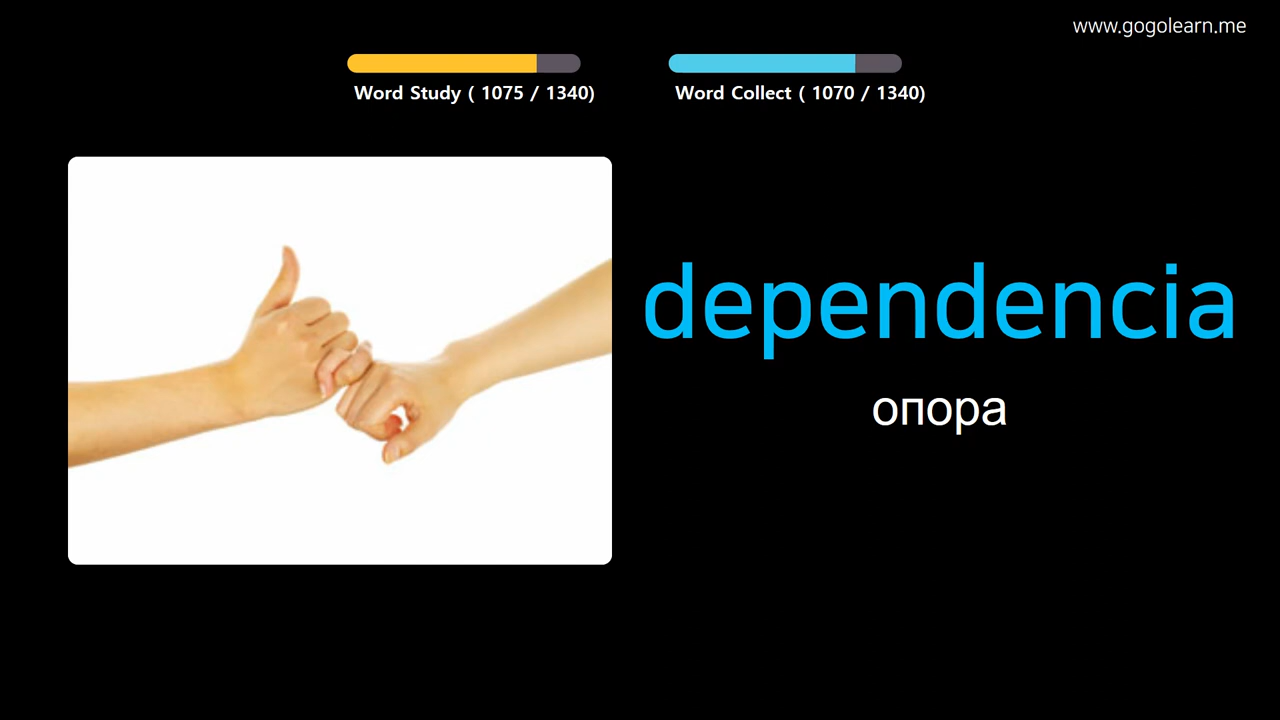 www.gogolearn.me
Word Study ( 1075 / 1340)
Word Collect ( 1070 / 1340)
dependencia
опора